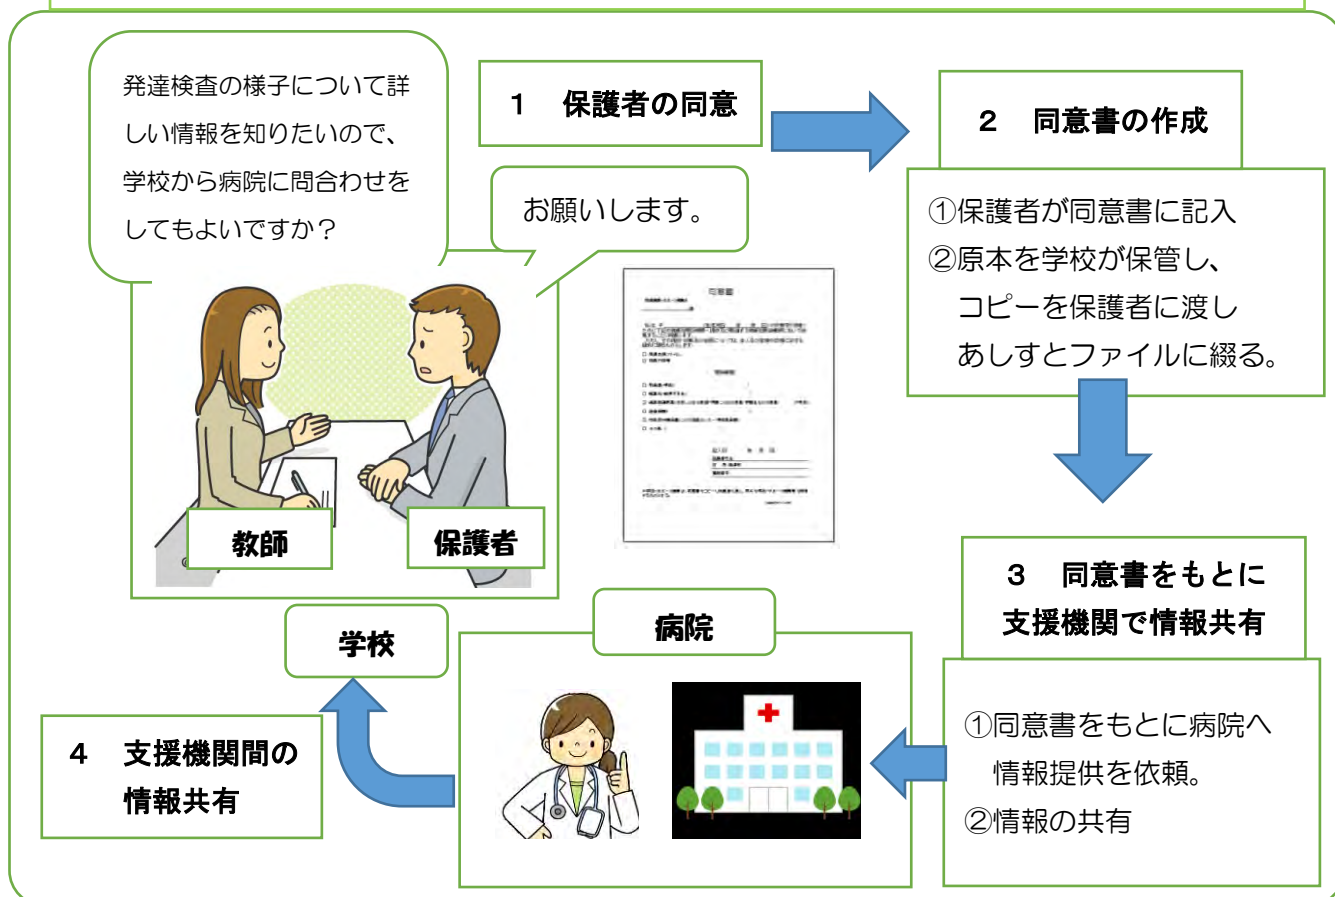 発達検査の様子について詳
しい情報を知りたいので、
学校から病院に問合わせを
してもよいですか？
お願いします。
教師
保護者
１　保護者の同意
２　同意書の作成
①保護者が同意書に記入
②原本を学校が保管し、
コピーを保護者に渡し
あしすとファイルに綴る。
同意書
３　同意書をもとに
支援機関で情報共有
①同意書をもとに病院へ
情報提供を依頼。
②情報の共有
病院
学校
４　支援機関間の
情報共有